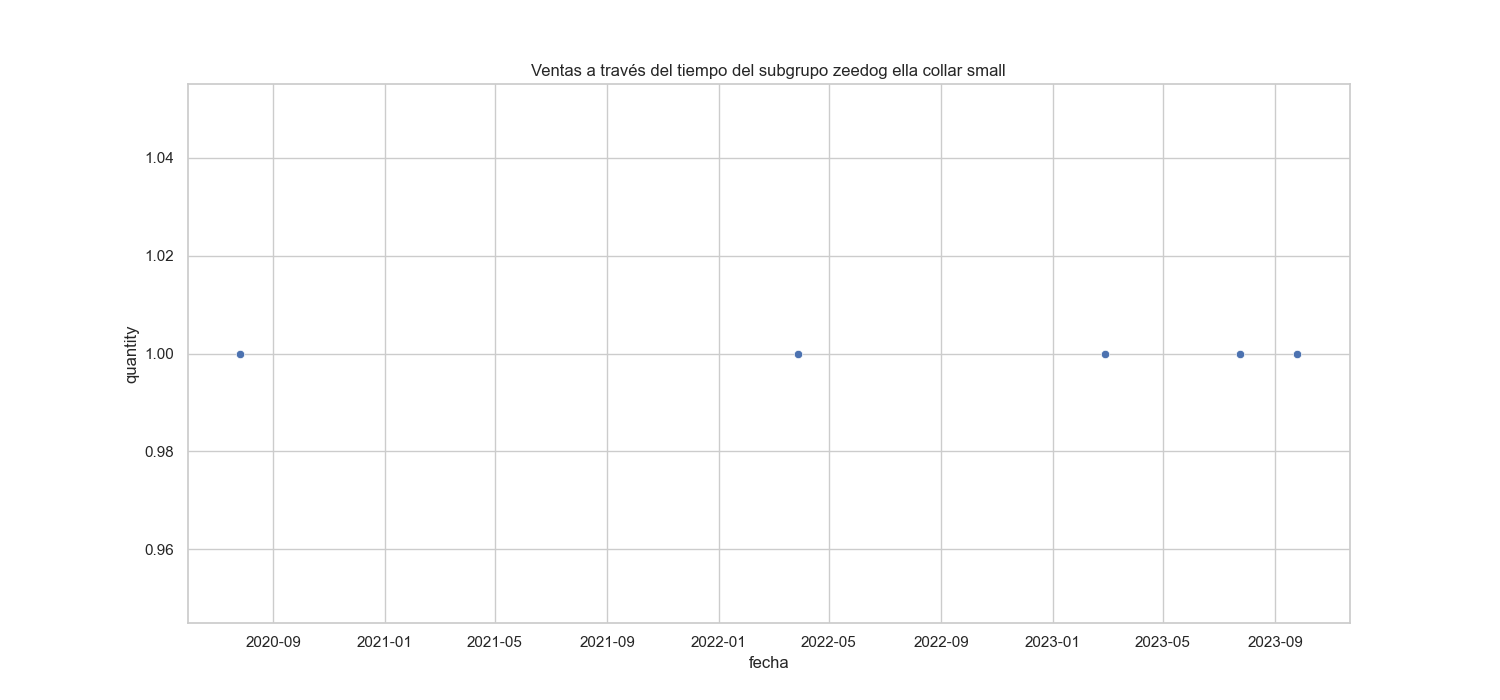 Ventas a través del tiempo del subgrupo zeedog ella collar small
1.04
1.02
1.00
0.98
0.96
quantity
2020-09 2021-01 2021-05 2021-09 2022-01 2022-05 2022-09 2023-01 2023-05 2023-09
fecha